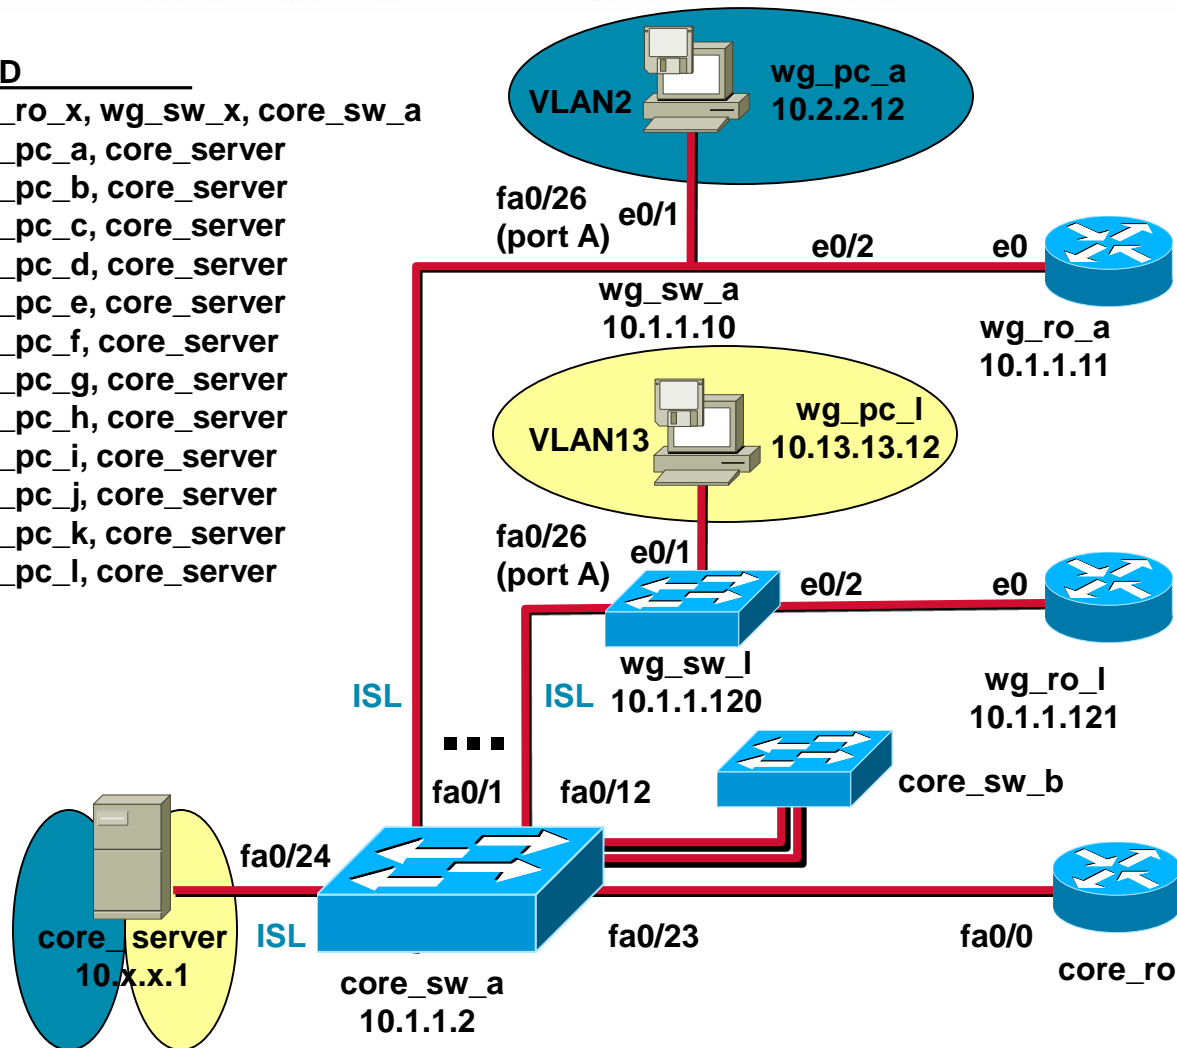 D
_ro_x, wg_sw_x, core_sw_a
_pc_a, core_server
_pc_b, core_server
_pc_c, core_server
_pc_d, core_server
_pc_e, core_server
_pc_f, core_server
_pc_g, core_server
_pc_h, core_server
_pc_i, core_server
_pc_j, core_server
_pc_k, core_server
_pc_l, core_server
VLAN2
wg_pc_a
10.2.2.12
fa0/26
(port A)
e0/1
e0/2
e0
wg_sw_a
10.1.1.10
wg_ro_a
10.1.1.11
VLAN13
wg_pc_l
10.13.13.12
fa0/26
(port A)
e0/1
e0/2
e0
wg_sw_l
10.1.1.120
wg_ro_l
10.1.1.121
ISL
ISL
...
fa0/1
fa0/12
core_sw_b
fa0/24
ISL
core_ server
10.x.x.1
core_sw_a
10.1.1.2
fa0/23
fa0/0
core_ro